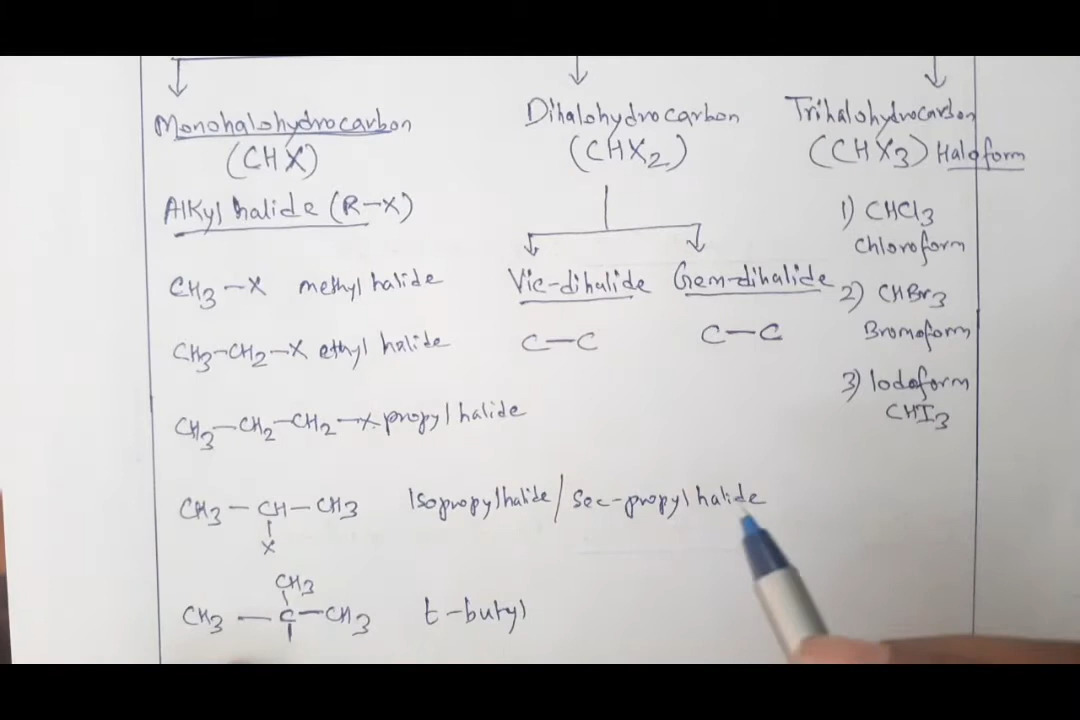 Monohalohydrocarbon
(CHX)
Alkyl halide (R-X)
CH3-X methyl halide
CH3-CH2-X ethyl halide
CH3-CH2-CH2-X propyl halide
CH3-CH-CH3 Isopropylhalide/Sec-propyl halide
X
CH3
CH3-C-CH3 t-butyl
Dihalohydrocarbon
(CHX2)
Vic-dihalide Gem-dihalide
C-C C-C
Trihalohydrocarbon
(CHX3) Haloform
1) CHCl3
Chloroform
2) CHBr3
Bromoform
3) Iodoform
CHI3